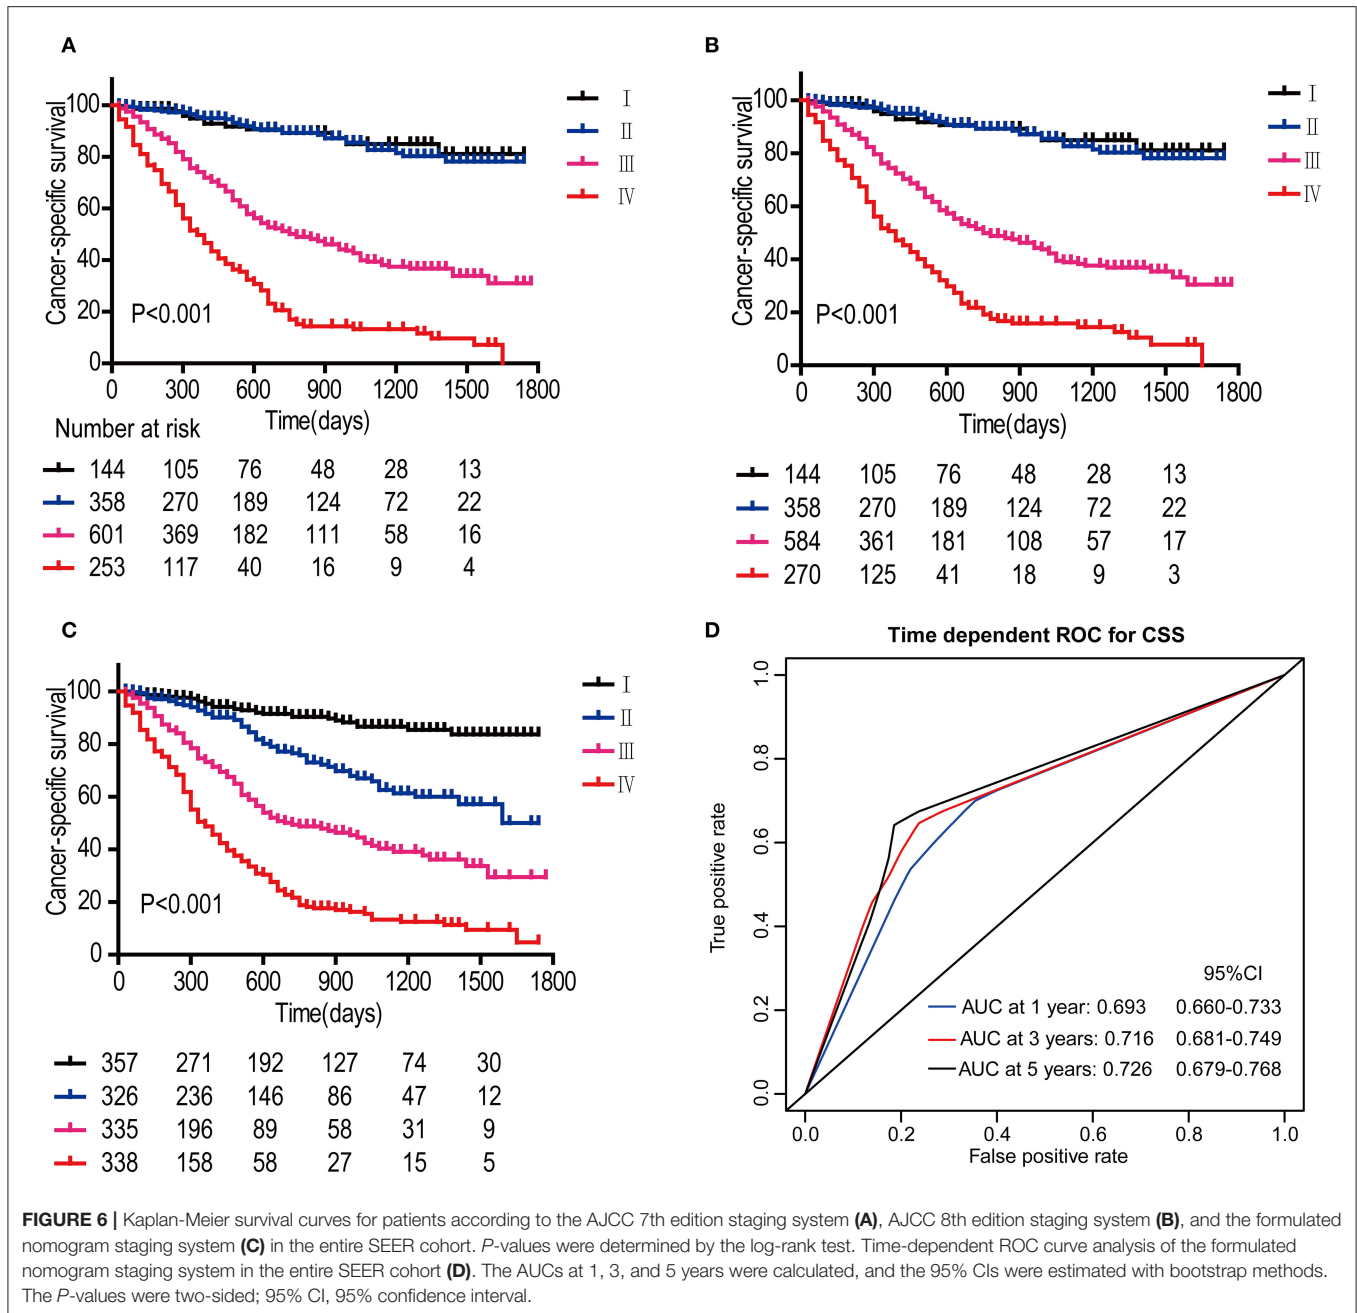 A
Cancer-specific survival
100
80
60
40
20
0
P<0.001
0 300 600 900 1200 1500 1800
Time(days)
I
II
III
IV
Number at risk
144 105 76 48 28 13
358 270 189 124 72 22
601 369 182 111 58 16
253 117 40 16 9 4
B
Cancer-specific survival
100
80
60
40
20
0
P<0.001
0 300 600 900 1200 1500 1800
Time(days)
I
II
III
IV
144 105 76 48 28 13
358 270 189 124 72 22
584 361 181 108 57 17
270 125 41 18 9 3
C
Cancer-specific survival
100
80
60
40
20
0
P<0.001
0 300 600 900 1200 1500 1800
Time(days)
I
II
III
IV
357 271 192 127 74 30
326 236 146 86 47 12
335 196 89 58 31 9
338 158 58 27 15 5
D
Time dependent ROC for CSS
True positive rate
1.0
0.8
0.6
0.4
0.2
0.0
95%CI
AUC at 1 year: 0.693 0.660-0.733
AUC at 3 years: 0.716 0.681-0.749
AUC at 5 years: 0.726 0.679-0.768
0.0 0.2 0.4 0.6 0.8 1.0
False positive rate
FIGURE 6 | Kaplan-Meier survival curves for patients according to the AJCC 7th edition staging system (A), AJCC 8th edition staging system (B), and the formulated
nomogram staging system (C) in the entire SEER cohort. P-values were determined by the log-rank test. Time-dependent ROC curve analysis of the formulated
nomogram staging system in the entire SEER cohort (D). The AUCs at 1, 3, and 5 years were calculated, and the 95% CIs were estimated with bootstrap methods.
The P-values were two-sided; 95% CI, 95% confidence interval.